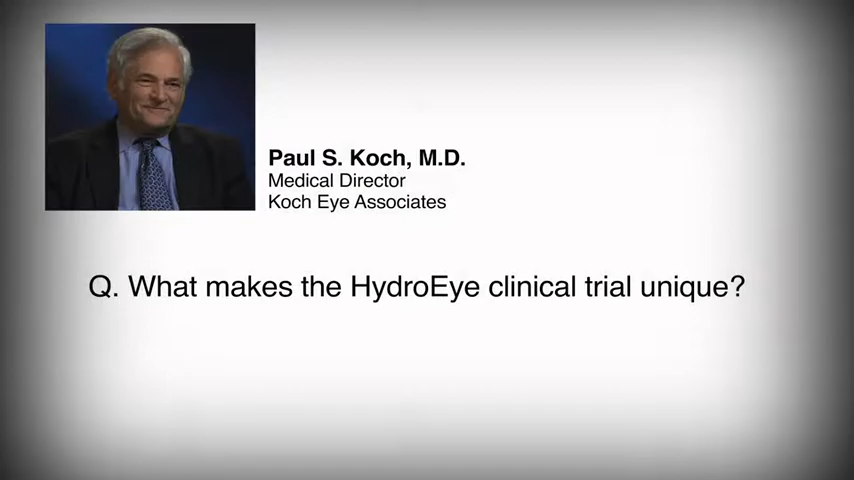 Paul S. Koch, M.D.
Medical Director
Koch Eye Associates
Q. What makes the HydroEye clinical trial unique?